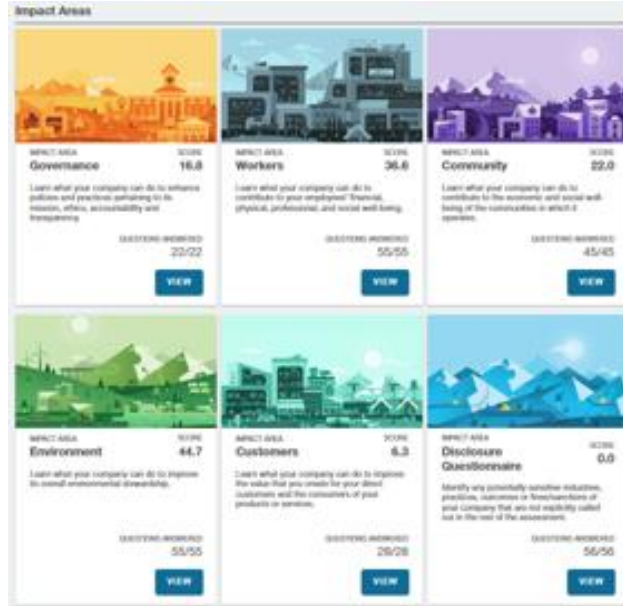 Impact Areas
IMPACT AREA SCORE
Governance 16.8
Learn what your company can do to enhance
policies and practices pertaining to its
mission, ethics, accountability and
transparency.
QUESTIONS ANSWERED
22/22
VIEW
IMPACT AREA SCORE
Workers 36.6
Learn what your company can do to
contribute to your employees' financial,
physical, professional, and social well-being.
QUESTIONS ANSWERED
55/55
VIEW
IMPACT AREA SCORE
Community 22.0
Learn what your company can do to
contribute to the economic and social well-
being of the communities in which it
operates.
QUESTIONS ANSWERED
45/45
VIEW
IMPACT AREA SCORE
Environment 44.7
Learn what your company can do to improve
its overall environmental stewardship.
QUESTIONS ANSWERED
55/55
VIEW
IMPACT AREA SCORE
Customers 6.3
Learn what your company can do to improve
the value that you create for your direct
customers and the consumers of your
products or services.
QUESTIONS ANSWERED
28/28
VIEW
IMPACT AREA SCORE
Disclosure
Questionnaire 0.0
Identify any potentially sensitive industries,
practices, outcomes or fines/sanctions of
your company that are not explicitly called
out in the rest of the assessment.
QUESTIONS ANSWERED
56/56
VIEW